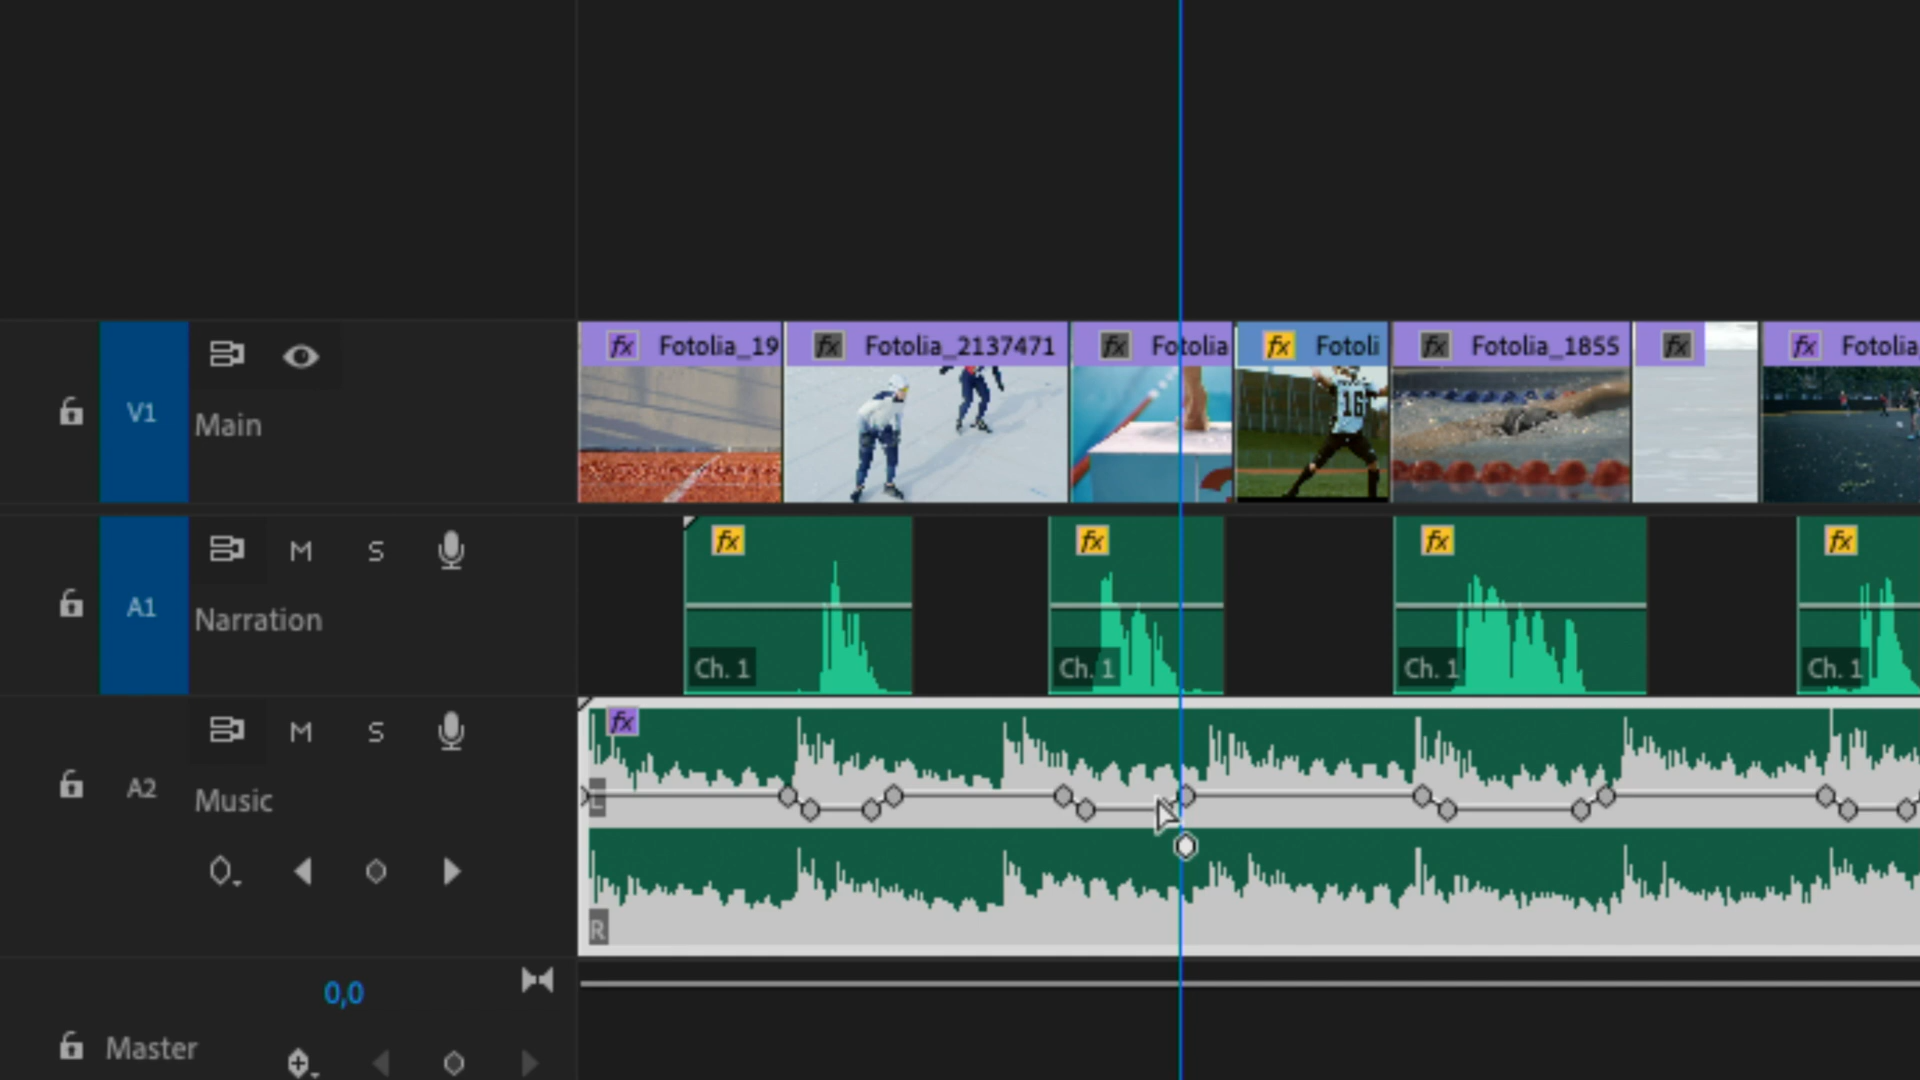 fx Fotolia_19 fx Fotolia_2137471 fx Fotolia fx Fotoli fx Fotolia_1855 fx fx Fotolia
16
V1 Main
M S fx fx fx fx
A1 Narration
Ch. 1 Ch. 1 Ch. 1 Ch. 1
M S fx
A2 Music L
R
0,0
Master